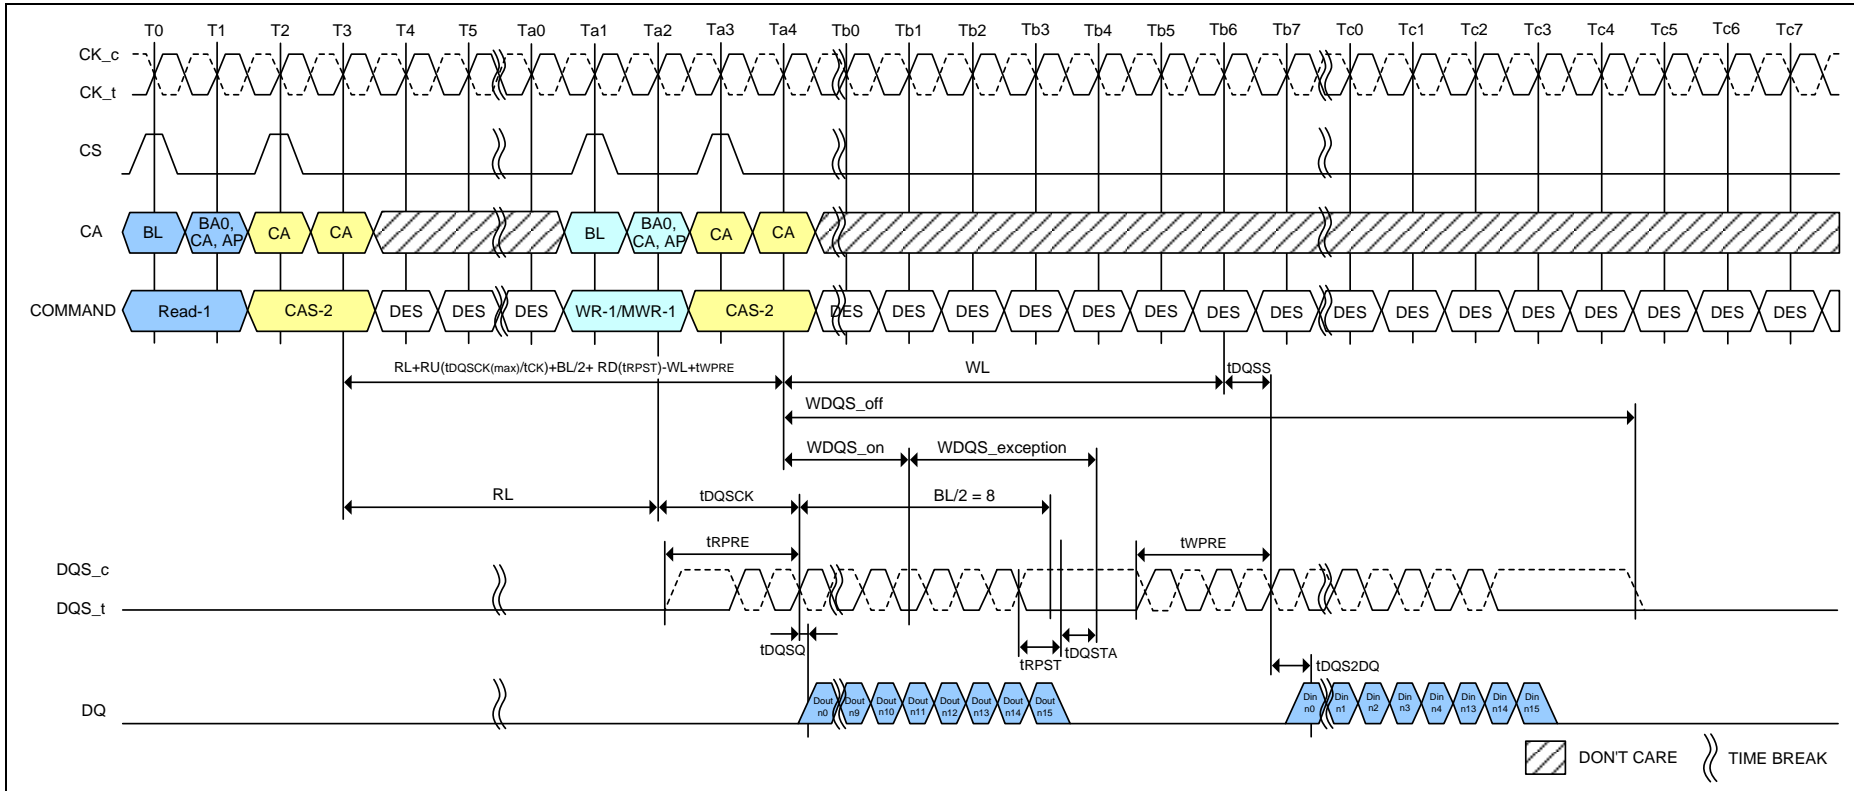 T0 T1 T2 T3 T4 T5 Ta0 Ta1 Ta2 Ta3 Ta4 Tb0 Tb1 Tb2 Tb3 Tb4 Tb5 Tb6 Tb7 Tc0 Tc1 Tc2 Tc3 Tc4 Tc5 Tc6 Tc7
CK_c
CK_t
CS
CA BL BA0, CA, AP CA CA BL BA0, CA, AP CA CA
COMMAND Read-1 CAS-2 DES DES DES WR-1/MWR-1 CAS-2 DES DES DES DES DES DES DES DES DES DES DES DES DES DES DES DES
RL+RU(tDQSCK(max)/tCK)+BL/2+ RD(tRPST)-WL+tWPRE WL tDQSS
WDQS_off
WDQS_on WDQS_exception
RL tDQSCK BL/2 = 8
tRPRE tWPRE
DQS_c
DQS_t
tDQSQ tRPST tDQSTA tDQS2DQ
DQ Dout n0 Dout n9 Dout n10 Dout n11 Dout n12 Dout n13 Dout n14 Dout n15 Din n0 Din n1 Din n2 Din n3 Din n4 Din n13 Din n14 Din n15
DON'T CARE TIME BREAK